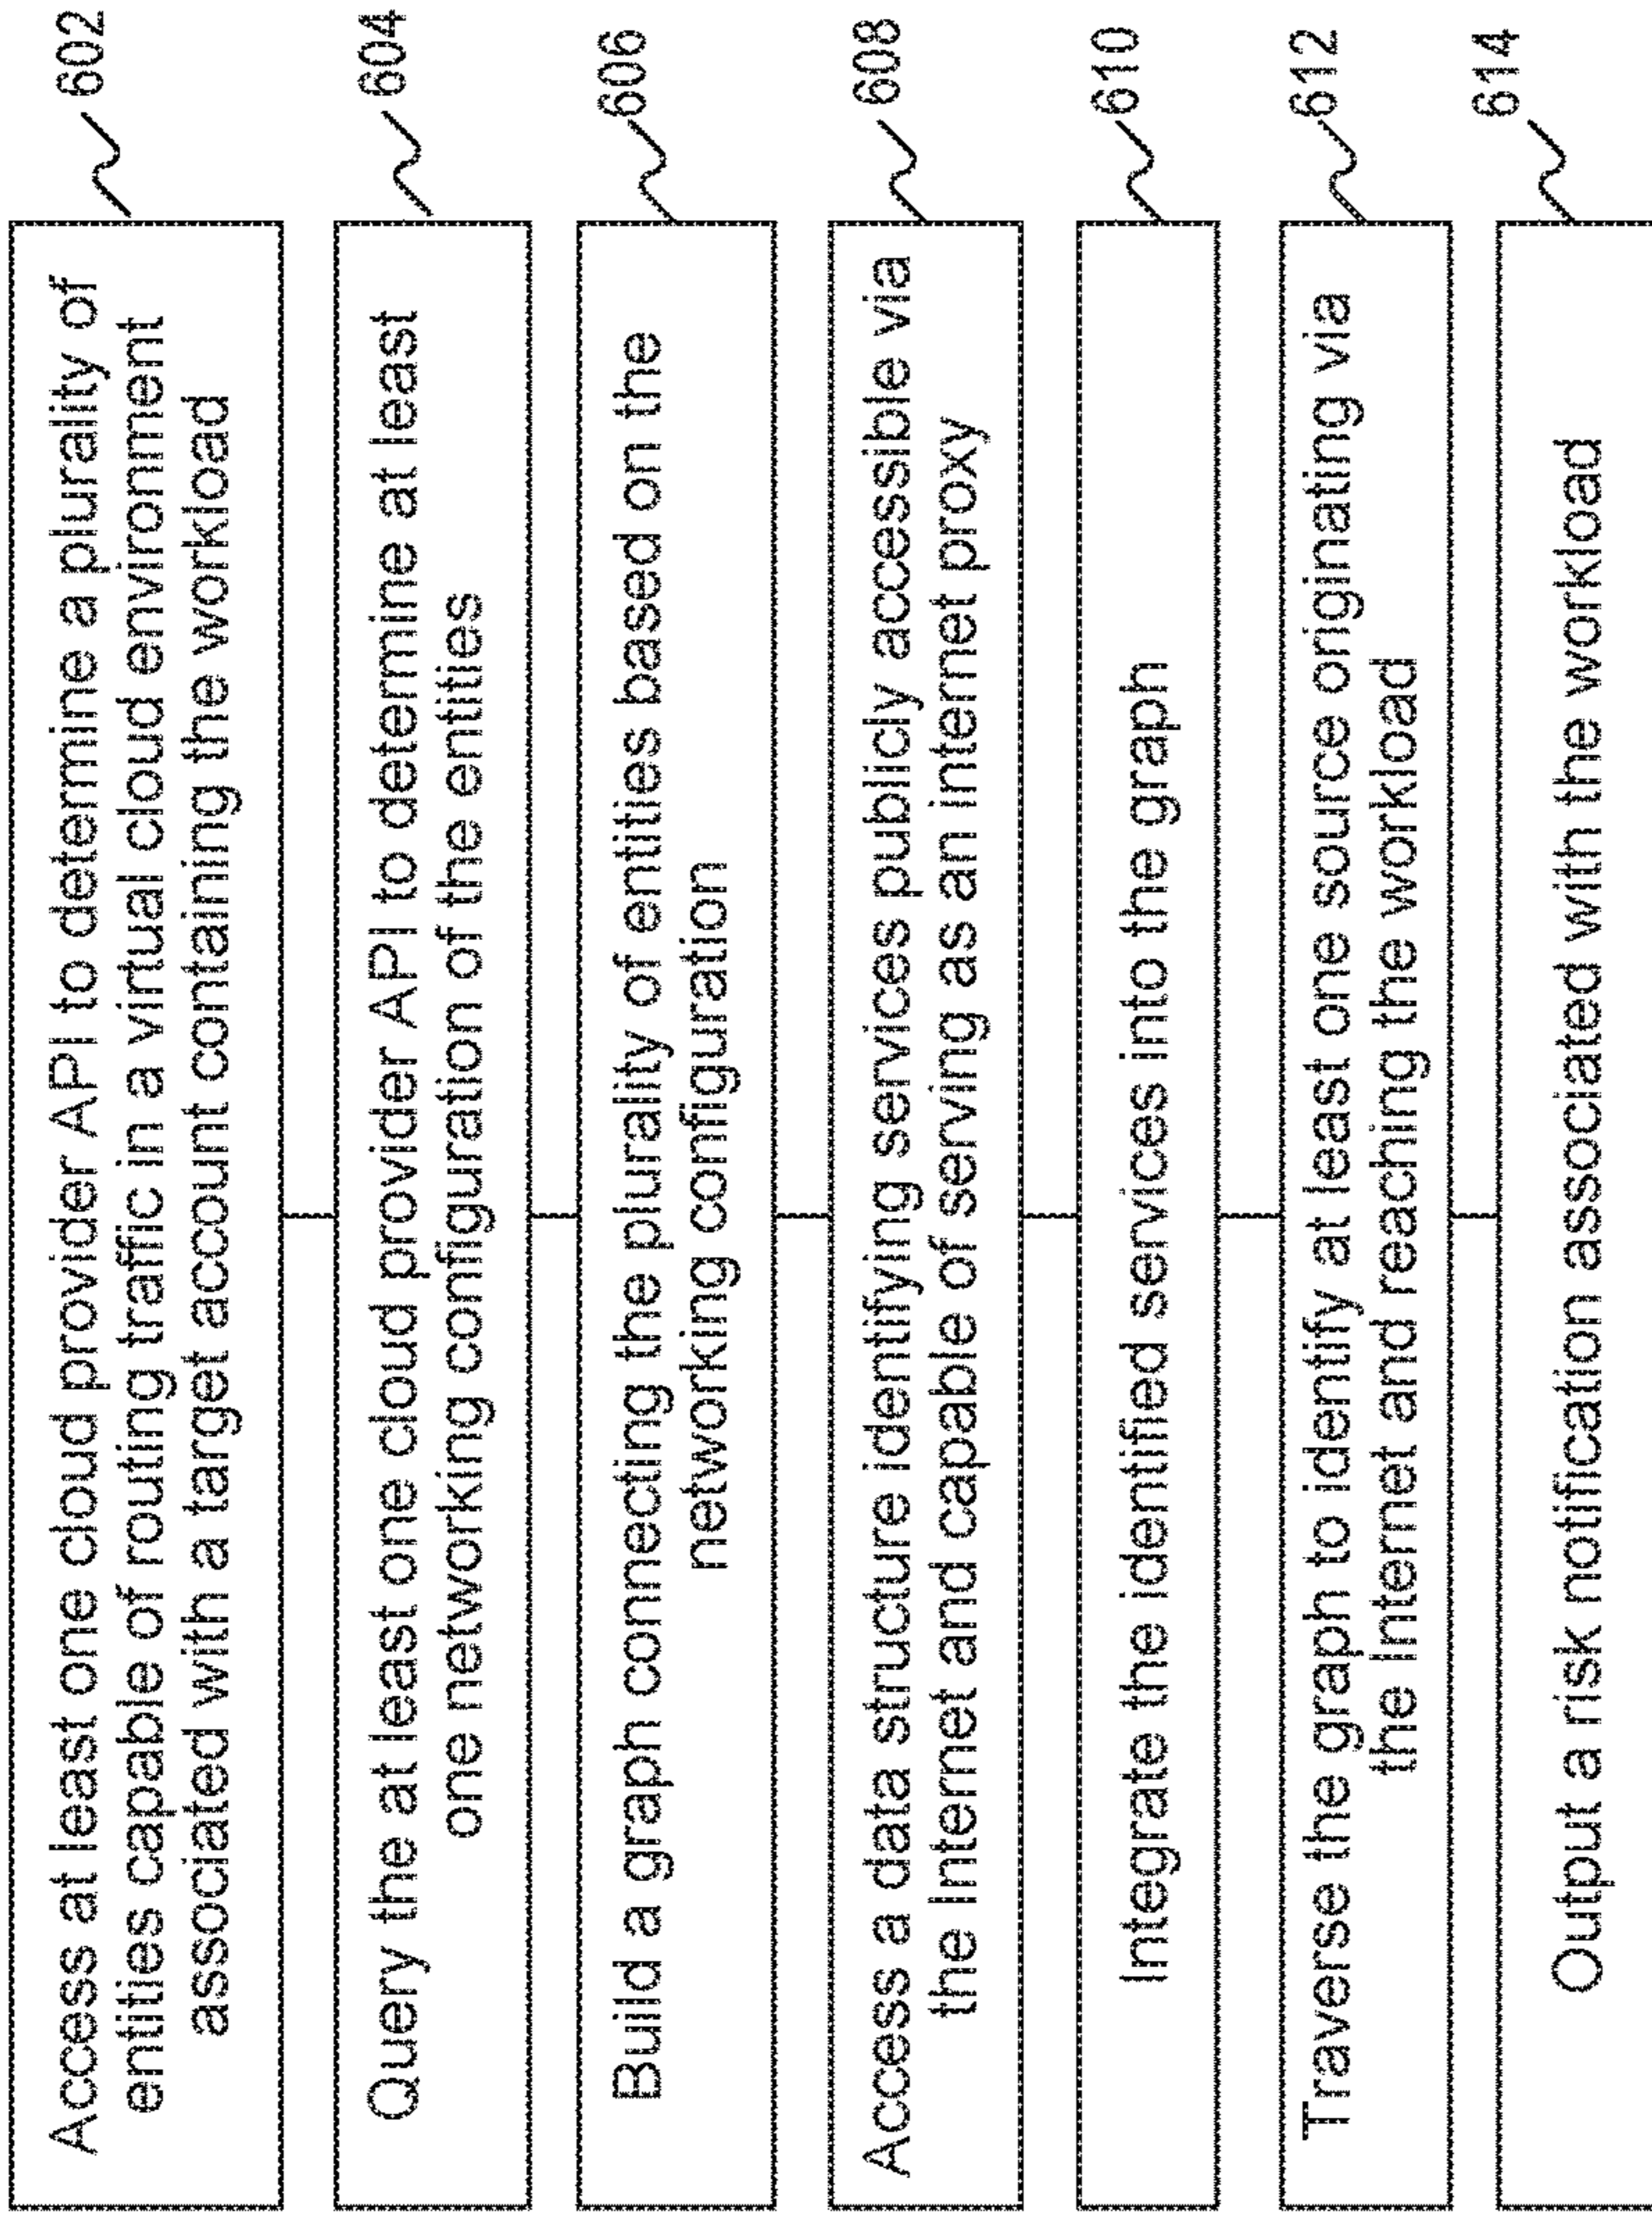 Access at least one cloud provider API to determine a plurality of
entities capable of routing traffic in a virtual cloud environment
associated with a target account containing the workload
602
Query the at least one cloud provider API to determine at least
one networking configuration of the entities
604
Build a graph connecting the plurality of entities based on the
networking configuration
606
Access a data structure identifying services publicly accessible via
the Internet and capable of serving as an internet proxy
608
Integrate the identified services into the graph
610
Traverse the graph to identify at least one source originating via
the Internet and reaching the workload
612
Output a risk notification associated with the workload
614